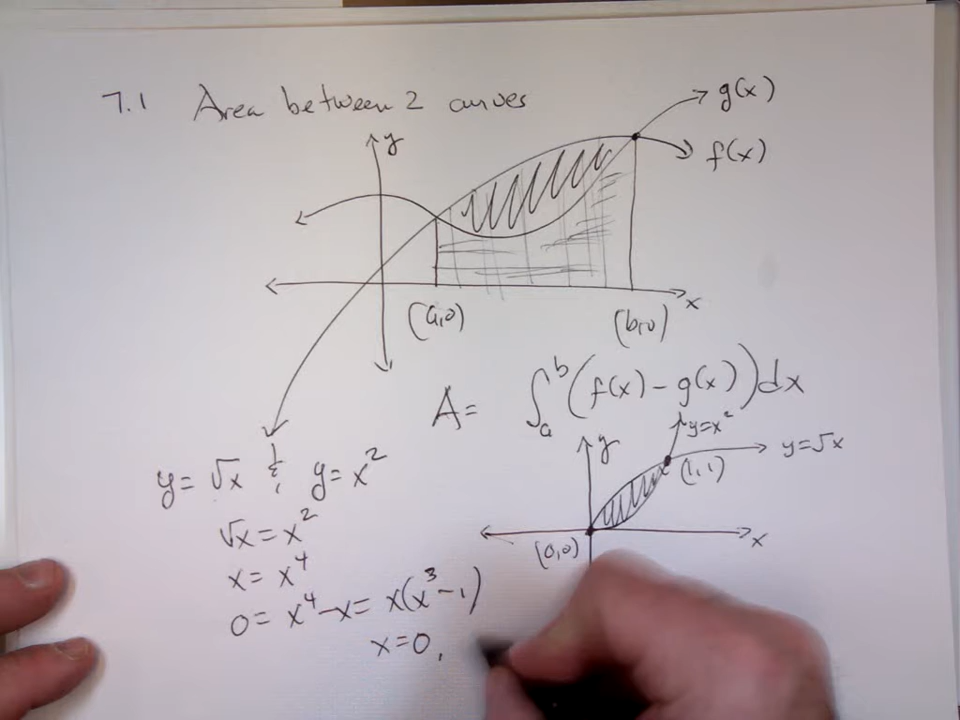 7.1 Area between 2 curves
g(x)
y
f(x)
x
(a,0) (b,0)
A = ∫_a^b (f(x) - g(x)) dx
y y=x² y=√x
(1,1)
x
(0,0)
y = √x & y = x²
√x = x²
x = x⁴
0 = x⁴ - x = x(x³ - 1)
x = 0,